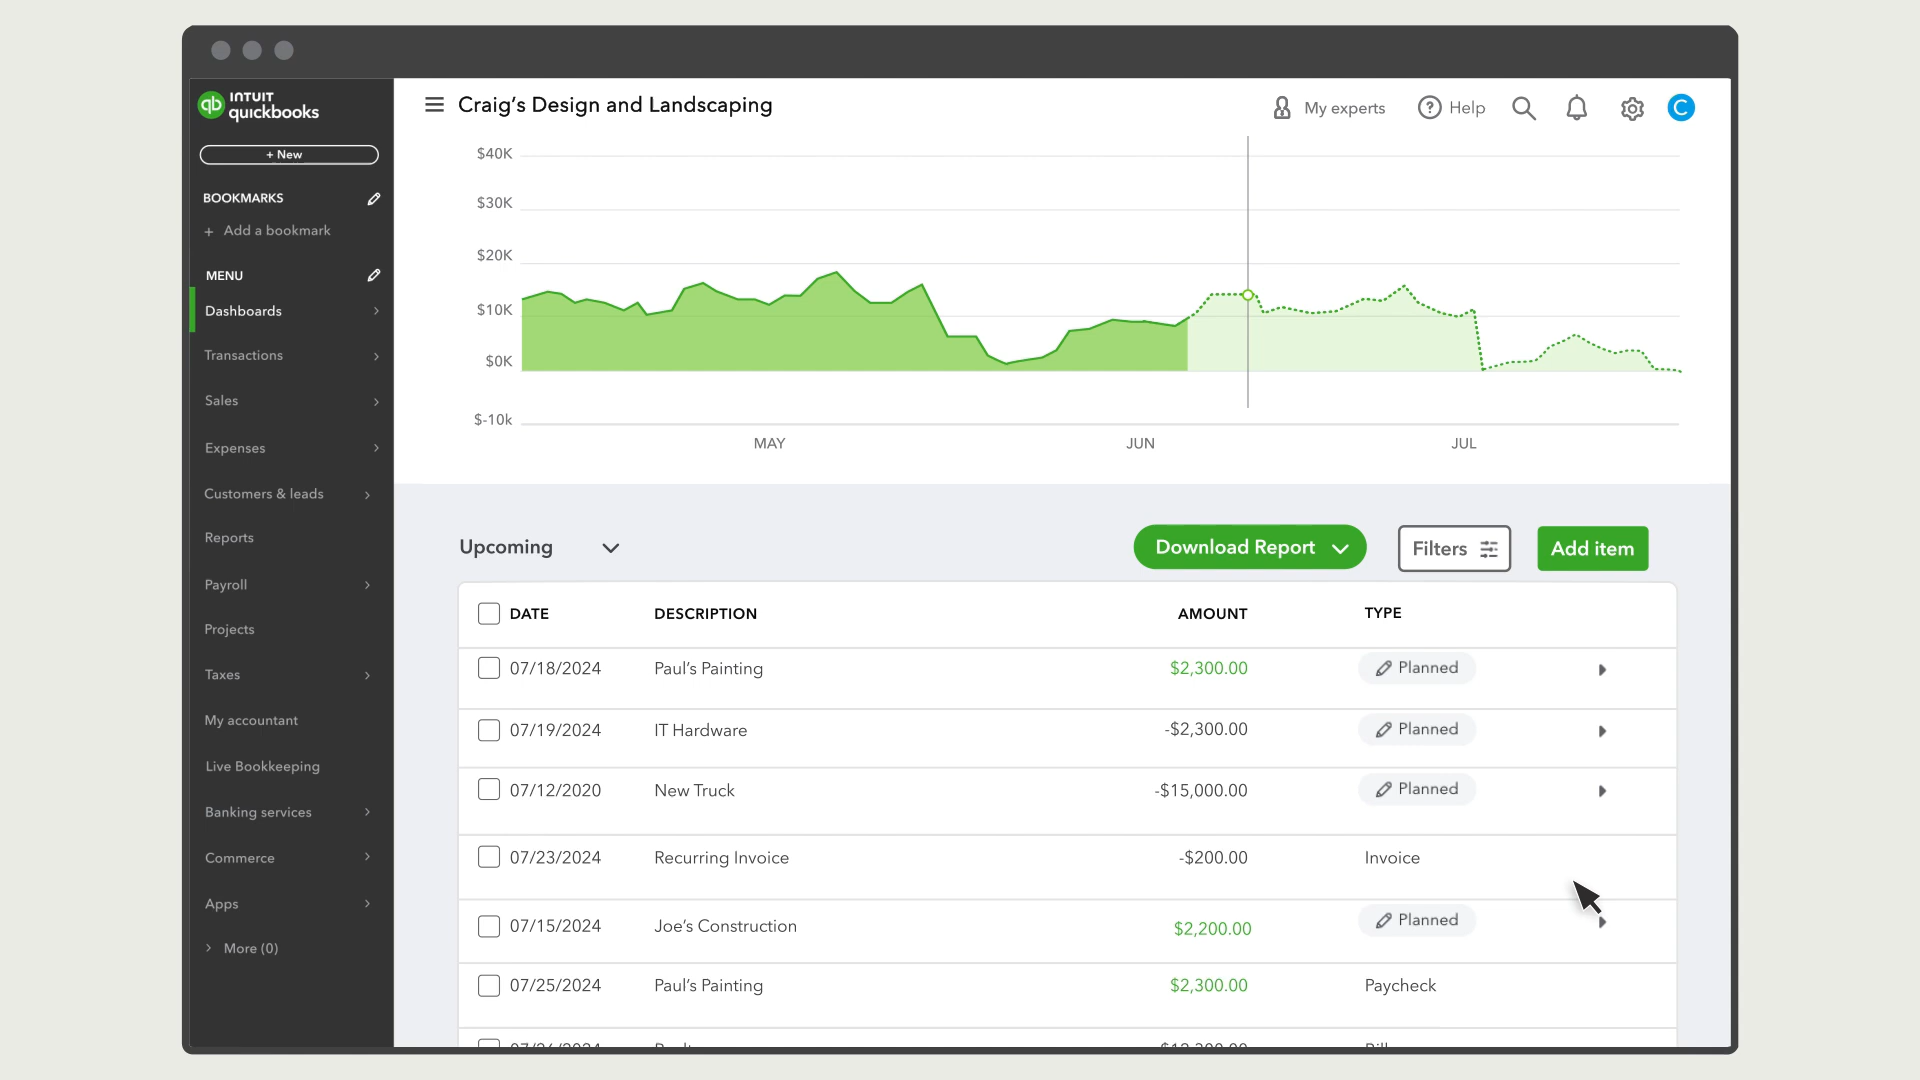 INTUIT
qb quickbooks
Craig's Design and Landscaping
My experts
Help
C
+ New
BOOKMARKS
+ Add a bookmark
MENU
Dashboards
Transactions
Sales
Expenses
Customers & leads
Reports
Payroll
Projects
Taxes
My accountant
Live Bookkeeping
Banking services
Commerce
Apps
More (0)
$40K
$30K
$20K
$10K
$0K
$-10k
MAY JUN JUL
Upcoming
Download Report
Filters
Add item
DATE DESCRIPTION AMOUNT TYPE
07/18/2024 Paul's Painting $2,300.00 Planned
07/19/2024 IT Hardware -$2,300.00 Planned
07/12/2020 New Truck -$15,000.00 Planned
07/23/2024 Recurring Invoice -$200.00 Invoice
07/15/2024 Joe's Construction $2,200.00 Planned
07/25/2024 Paul's Painting $2,300.00 Paycheck